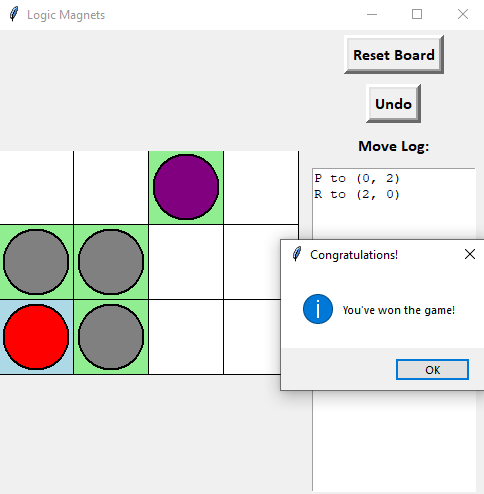 Logic Magnets
Reset Board
Undo
Move Log:
P to (0, 2)
R to (2, 0)
Congratulations!
You've won the game!
OK